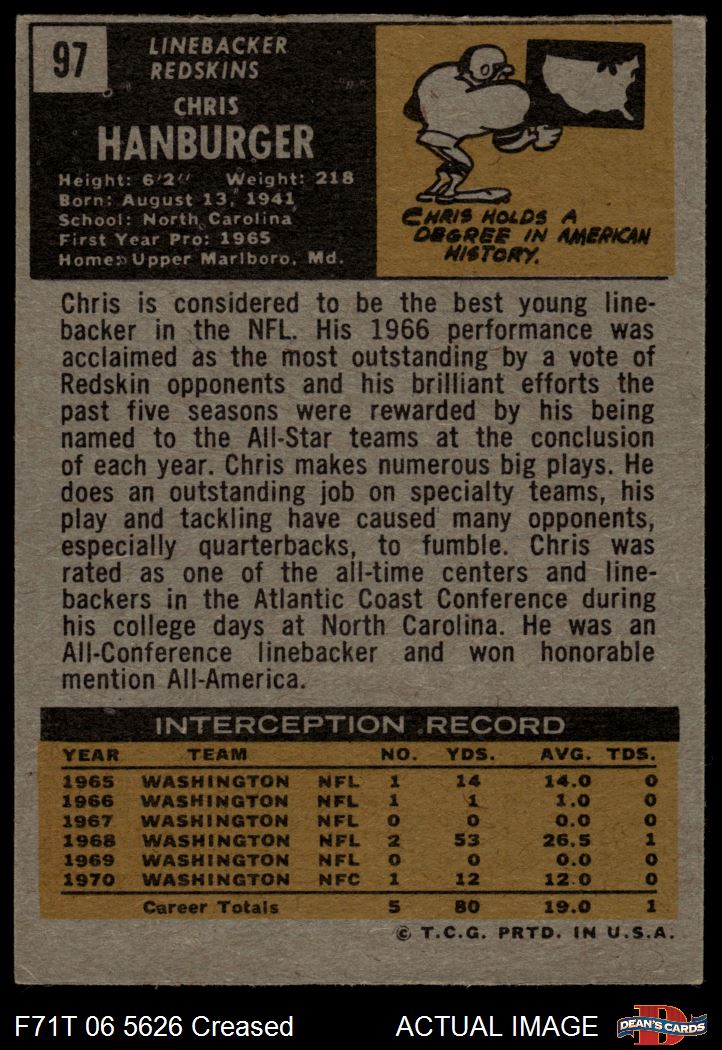 97
LINEBACKER
REDSKINS
CHRIS
HANBURGER
Height: 6'2" Weight: 218
Born: August 13, 1941
School: North Carolina
First Year Pro: 1965
Home: Upper Marlboro, Md.
CHRIS HOLDS A
DEGREE IN AMERICAN
HISTORY.
Chris is considered to be the best young line-
backer in the NFL. His 1966 performance was
acclaimed as the most outstanding by a vote of
Redskin opponents and his brilliant efforts the
past five seasons were rewarded by his being
named to the All-Star teams at the conclusion
of each year. Chris makes numerous big plays. He
does an outstanding job on specialty teams, his
play and tackling have caused many opponents,
especially quarterbacks, to fumble. Chris was
rated as one of the all-time centers and line-
backers in the Atlantic Coast Conference during
his college days at North Carolina. He was an
All-Conference linebacker and won honorable
mention All-America.
INTERCEPTION RECORD
YEAR TEAM NO. YDS. AVG. TDS.
1965 WASHINGTON NFL 1 14 14.0 0
1966 WASHINGTON NFL 1 1 1.0 0
1967 WASHINGTON NFL 0 0 0.0 0
1968 WASHINGTON NFL 2 53 26.5 1
1969 WASHINGTON NFL 0 0 0.0 0
1970 WASHINGTON NFC 1 12 12.0 0
Career Totals 5 80 19.0 1
© T.C.G. PRTD. IN U.S.A.
F71T 06 5626 Creased ACTUAL IMAGE DEAN'S CARDS